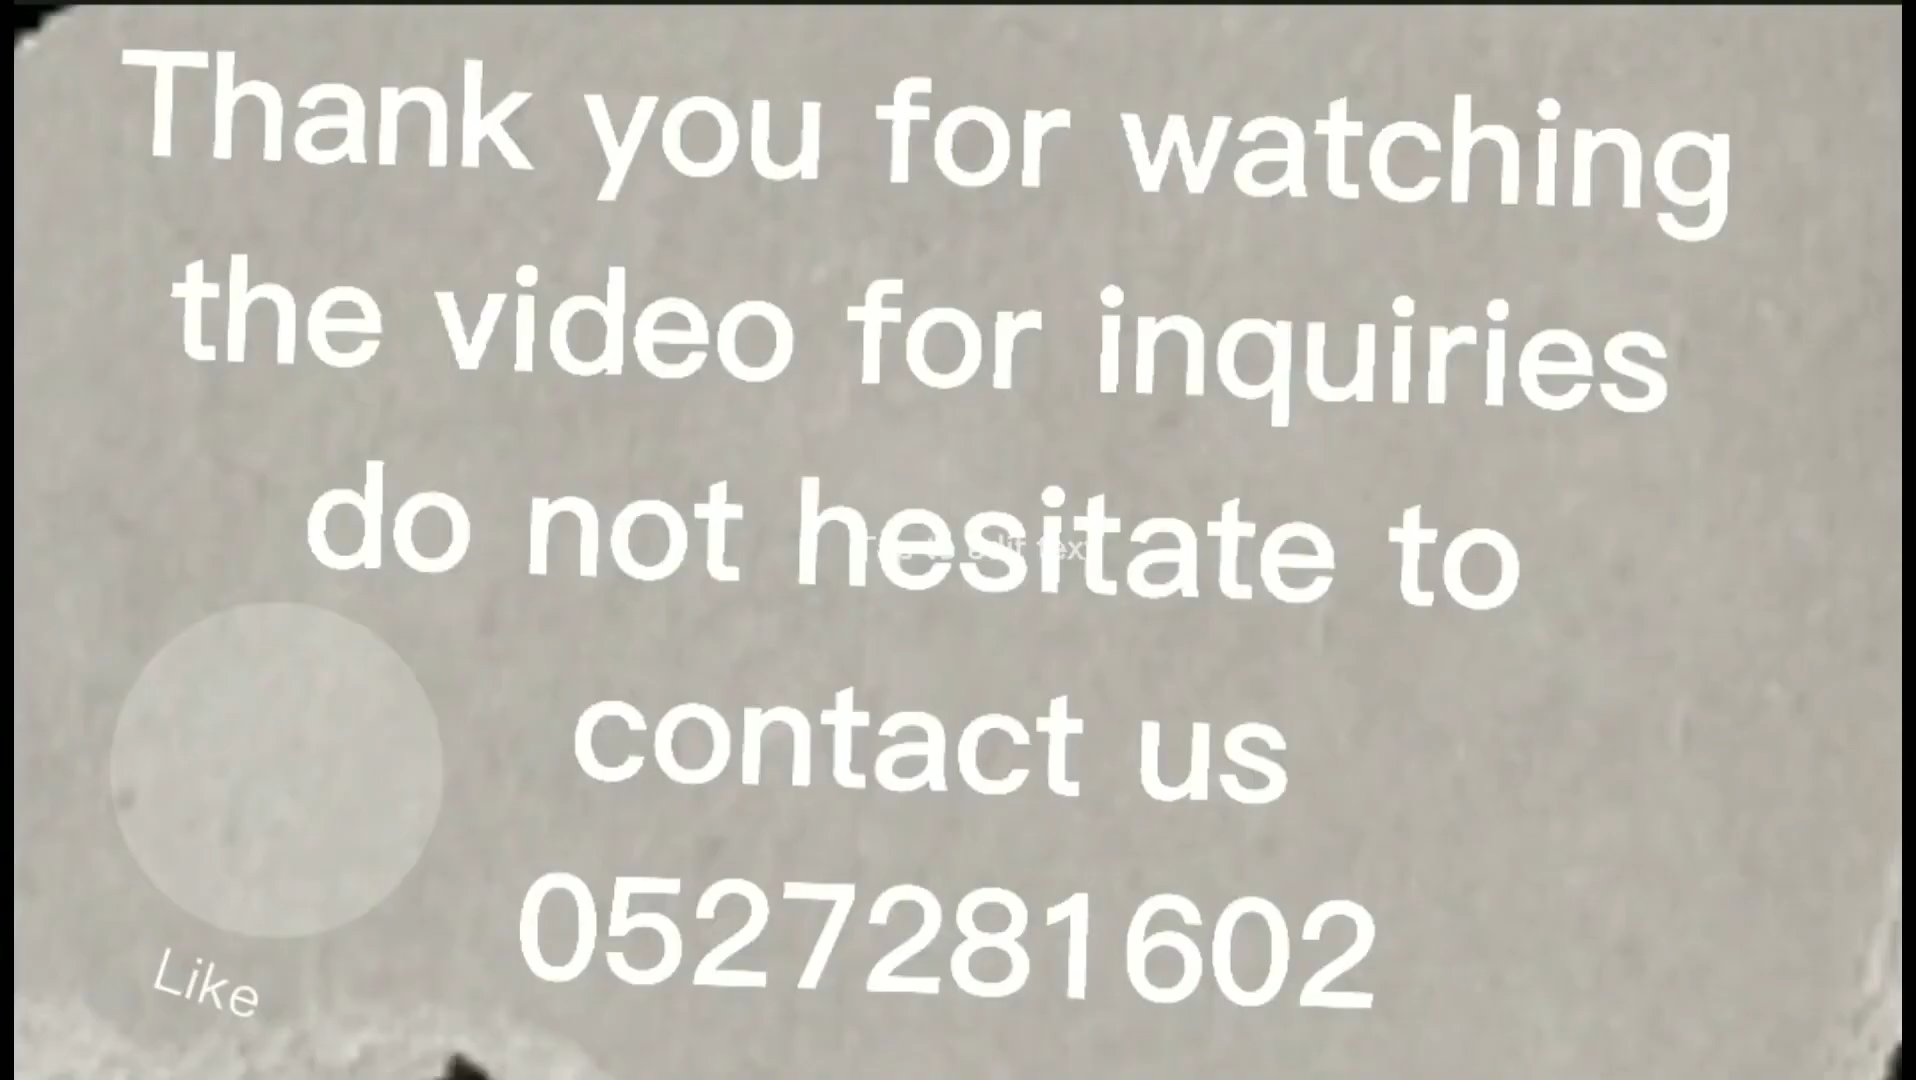 Thank you for watching
the video for inquiries
do not hesitate to
contact us
0527281602
Like